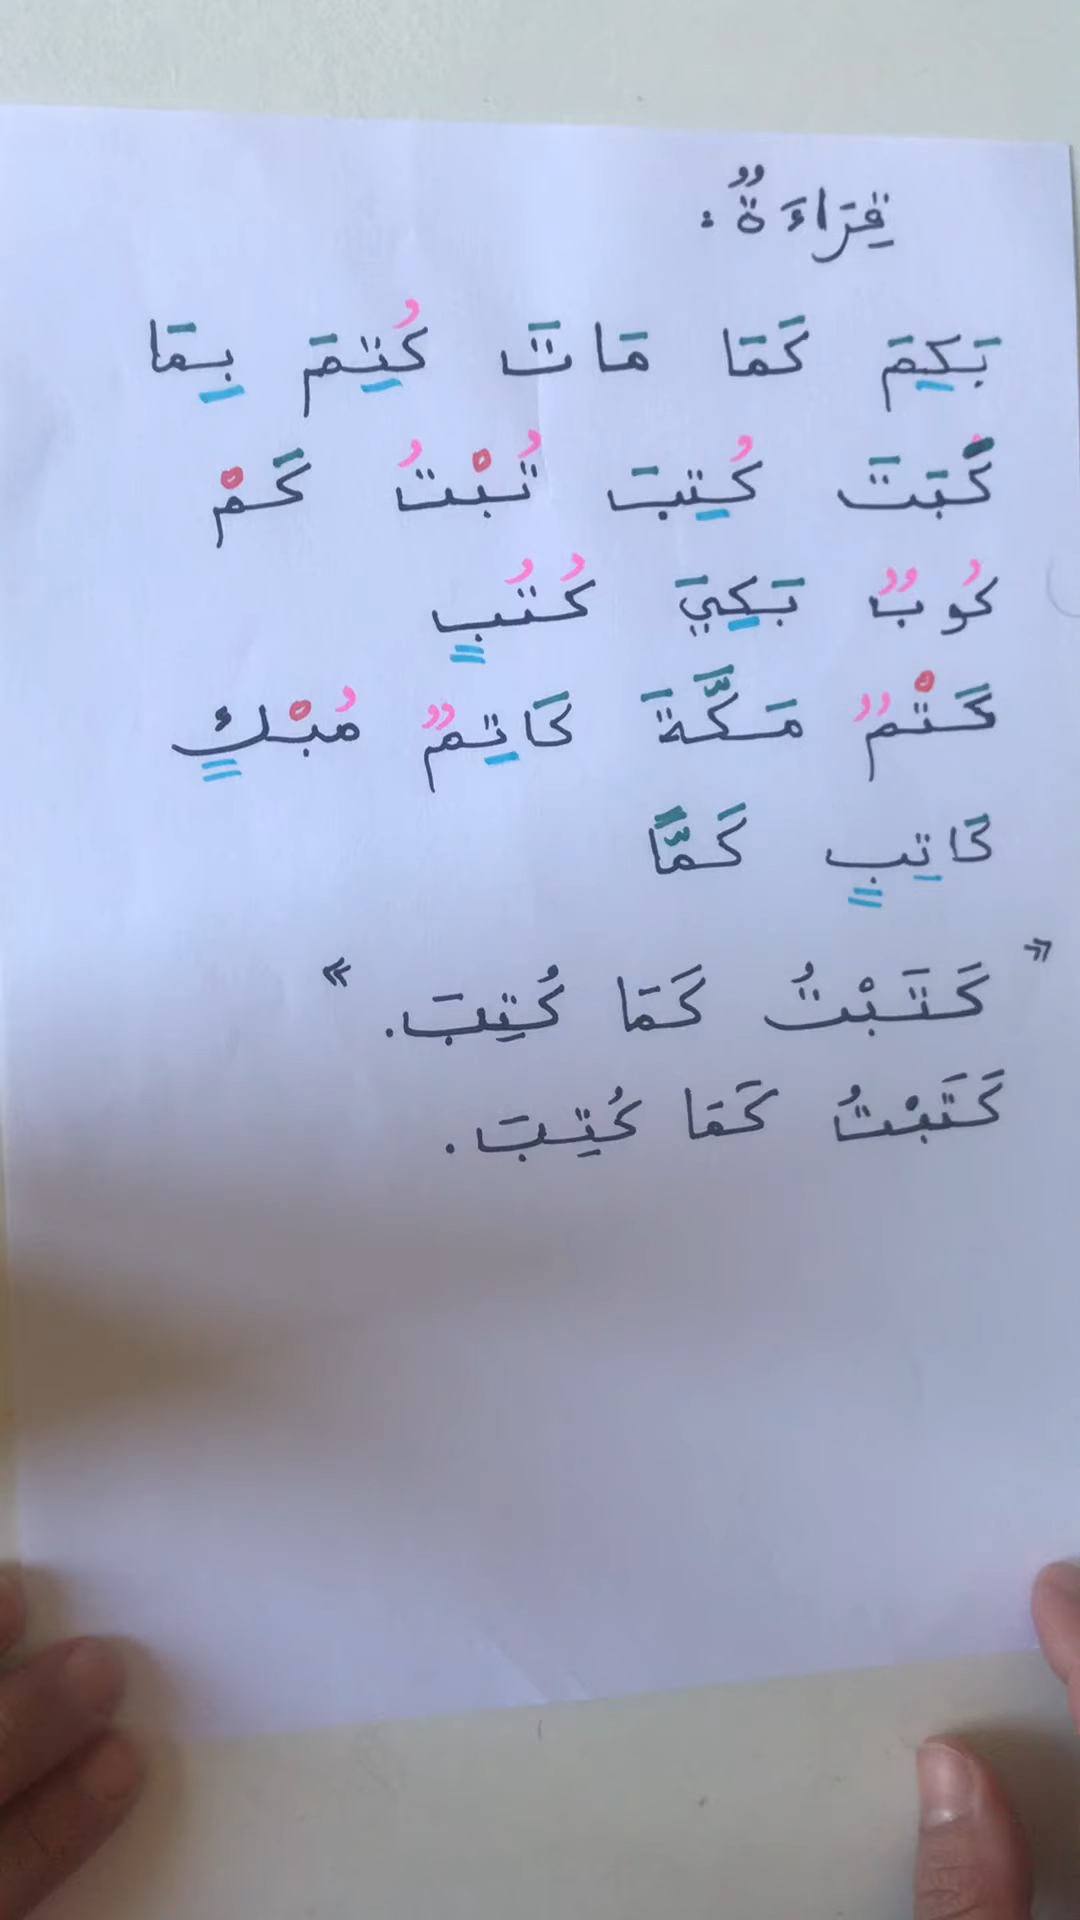 قِرَاءَةٌ :
بَكِمَ كَمَا مَاتَ كُتِمَ بِمَا
كَبَتَ كُتِبَ تُبْتُ كَمْ
كُوبٌ بَكِيَ كُتُبٍ
كَتْمٌ مَكَّةَ كَاتِمٌ مُبْكٍ
كَاتِبٍ كَمًّا
« كَتَبْتُ كَمَا كُتِبَ. »
كَتَبْتُ كَمَا كُتِبَ.